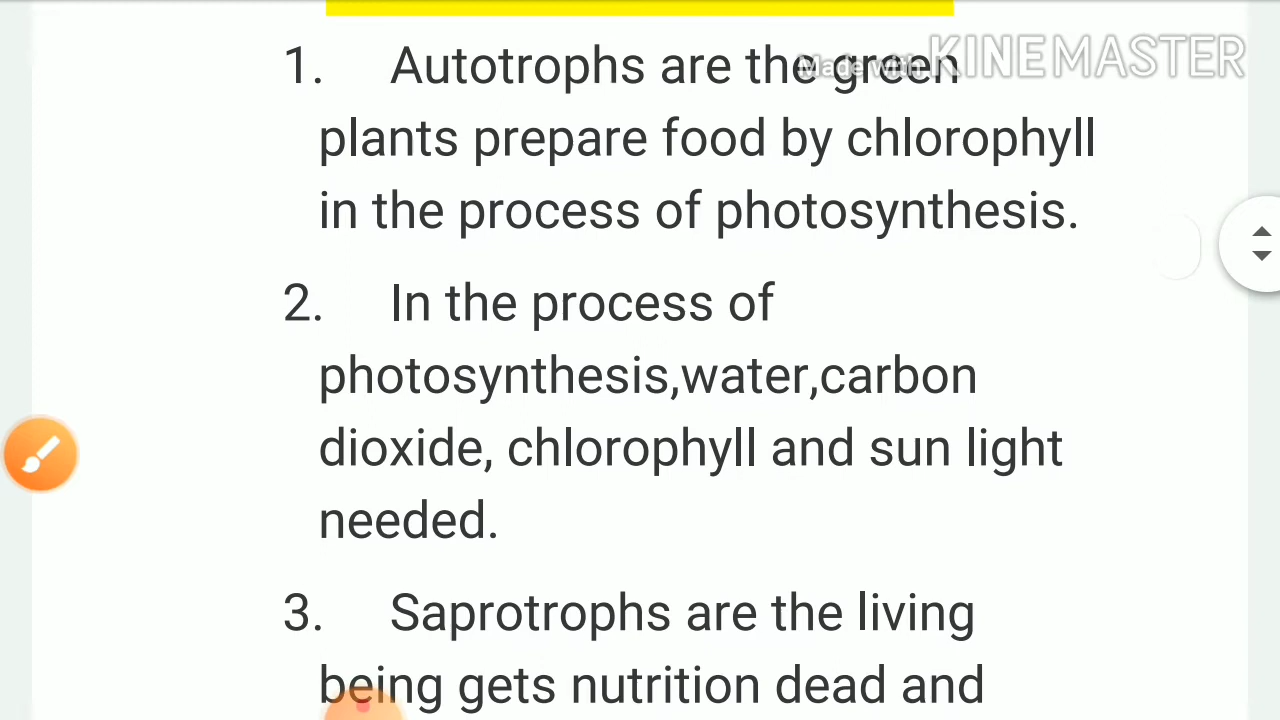 Made with KINEMASTER
1. Autotrophs are the green
plants prepare food by chlorophyll
in the process of photosynthesis.
2. In the process of
photosynthesis,water,carbon
dioxide, chlorophyll and sun light
needed.
3. Saprotrophs are the living
being gets nutrition dead and